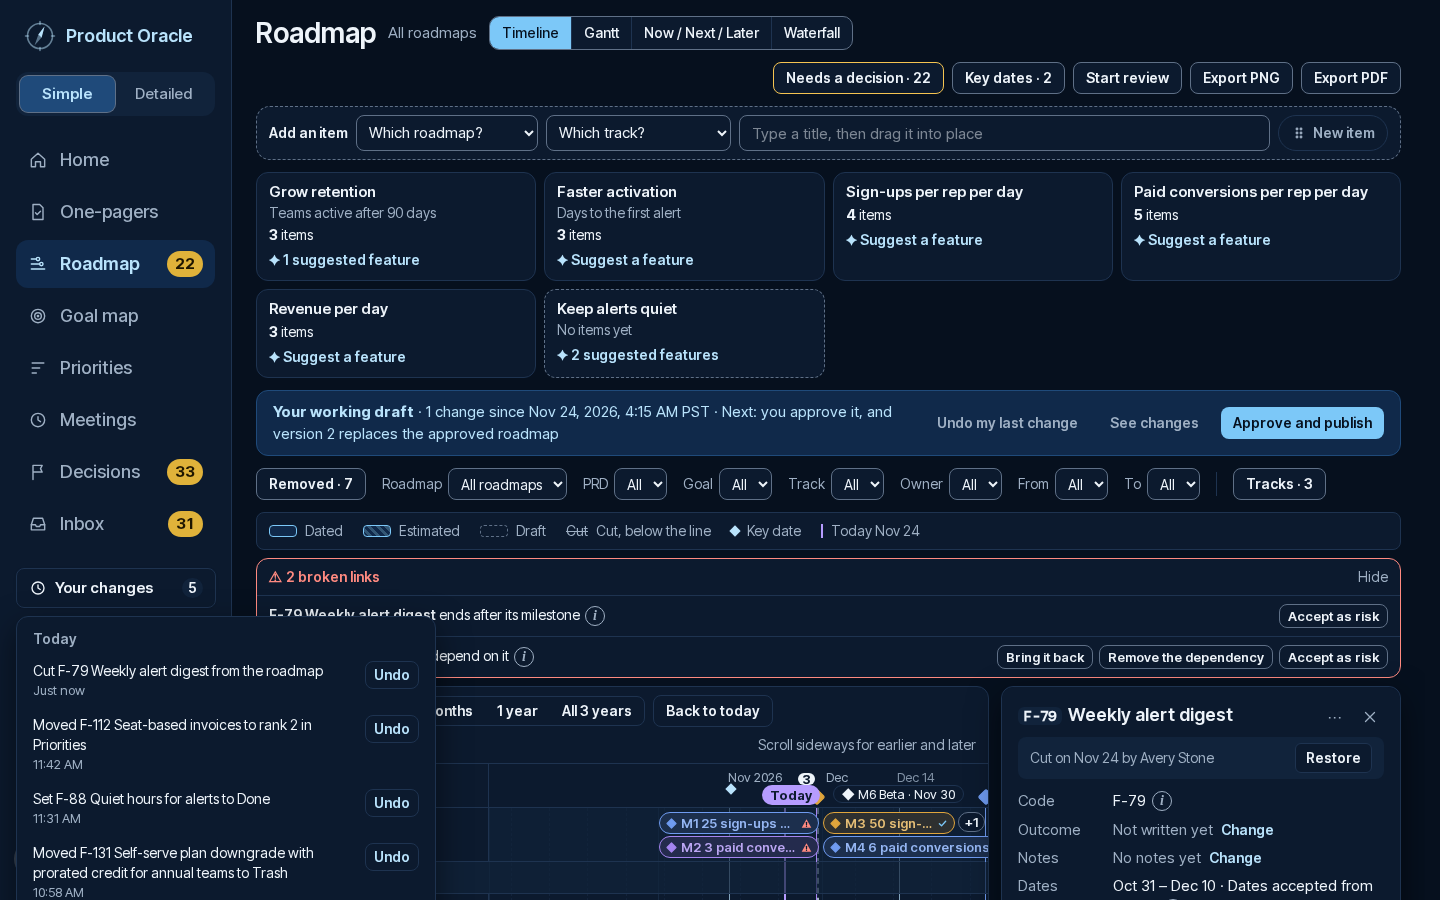 Product Oracle
Simple
Detailed
Home
One-pagers
Roadmap
22
Goal map
Priorities
Meetings
Decisions
33
Inbox
31
Your changes
5
Today
Cut F-79 Weekly alert digest from the roadmap
Just now
Undo
Moved F-112 Seat-based invoices to rank 2 in
Priorities
11:42 AM
Undo
Set F-88 Quiet hours for alerts to Done
11:31 AM
Undo
Moved F-131 Self-serve plan downgrade with
prorated credit for annual teams to Trash
10:58 AM
Undo
Roadmap
All roadmaps
Timeline
Gantt
Now / Next / Later
Waterfall
Needs a decision · 22
Key dates · 2
Start review
Export PNG
Export PDF
Add an item
Which roadmap?
Which track?
Type a title, then drag it into place
New item
Grow retention
Teams active after 90 days
3 items
1 suggested feature
Faster activation
Days to the first alert
3 items
Suggest a feature
Sign-ups per rep per day
4 items
Suggest a feature
Paid conversions per rep per day
5 items
Suggest a feature
Revenue per day
3 items
Suggest a feature
Keep alerts quiet
No items yet
2 suggested features
Your working draft · 1 change since Nov 24, 2026, 4:15 AM PST · Next: you approve it, and
version 2 replaces the approved roadmap
Undo my last change
See changes
Approve and publish
Removed · 7
Roadmap
All roadmaps
PRD
All
Goal
All
Track
All
Owner
All
From
All
To
All
Tracks · 3
Dated
Estimated
Draft
Cut
Cut, below the line
Key date
Today Nov 24
2 broken links
Hide
F-79 Weekly alert digest ends after its milestone
Accept as risk
depend on it
Bring it back
Remove the dependency
Accept as risk
1 year
All 3 years
Back to today
Scroll sideways for earlier and later
Nov 2026
3
Dec
Dec 14
Today
M6 Beta · Nov 30
M1 25 sign-ups ...
M3 50 sign-...
+1
M2 3 paid conve...
M4 6 paid conversions
F-79 Weekly alert digest
Cut on Nov 24 by Avery Stone
Restore
Code
F-79
Outcome
Not written yet
Change
Notes
No notes yet
Change
Dates
Oct 31 – Dec 10 · Dates accepted from